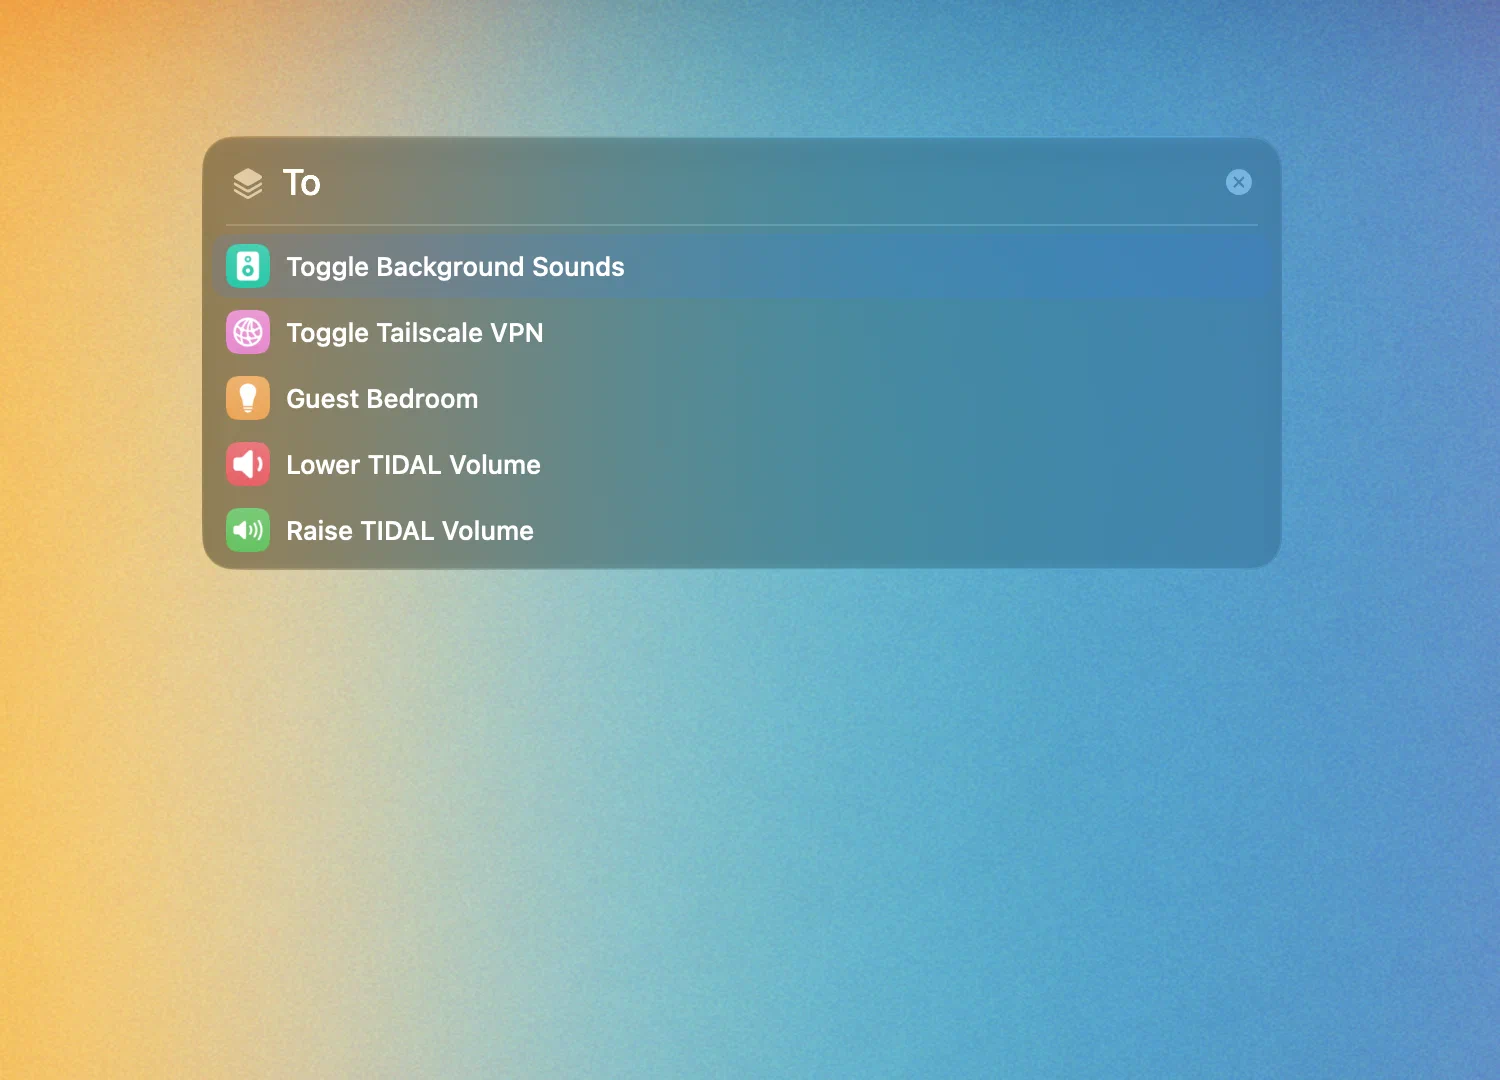 To
Toggle Background Sounds
Toggle Tailscale VPN
Guest Bedroom
Lower TIDAL Volume
Raise TIDAL Volume